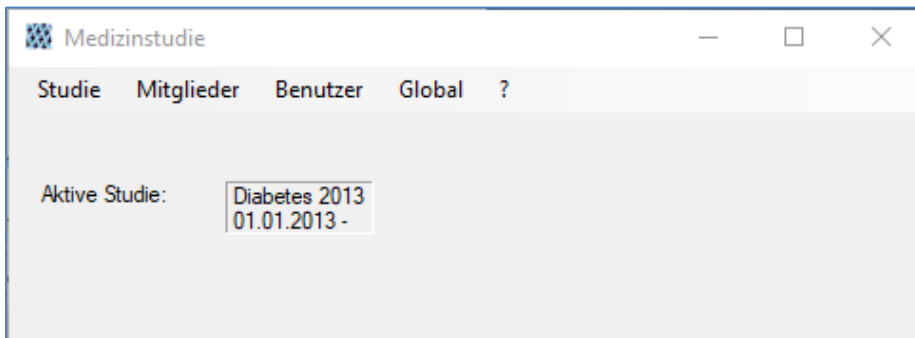 Medizinstudie
Studie Mitglieder Benutzer Global ?
Aktive Studie: Diabetes 2013
01.01.2013 -